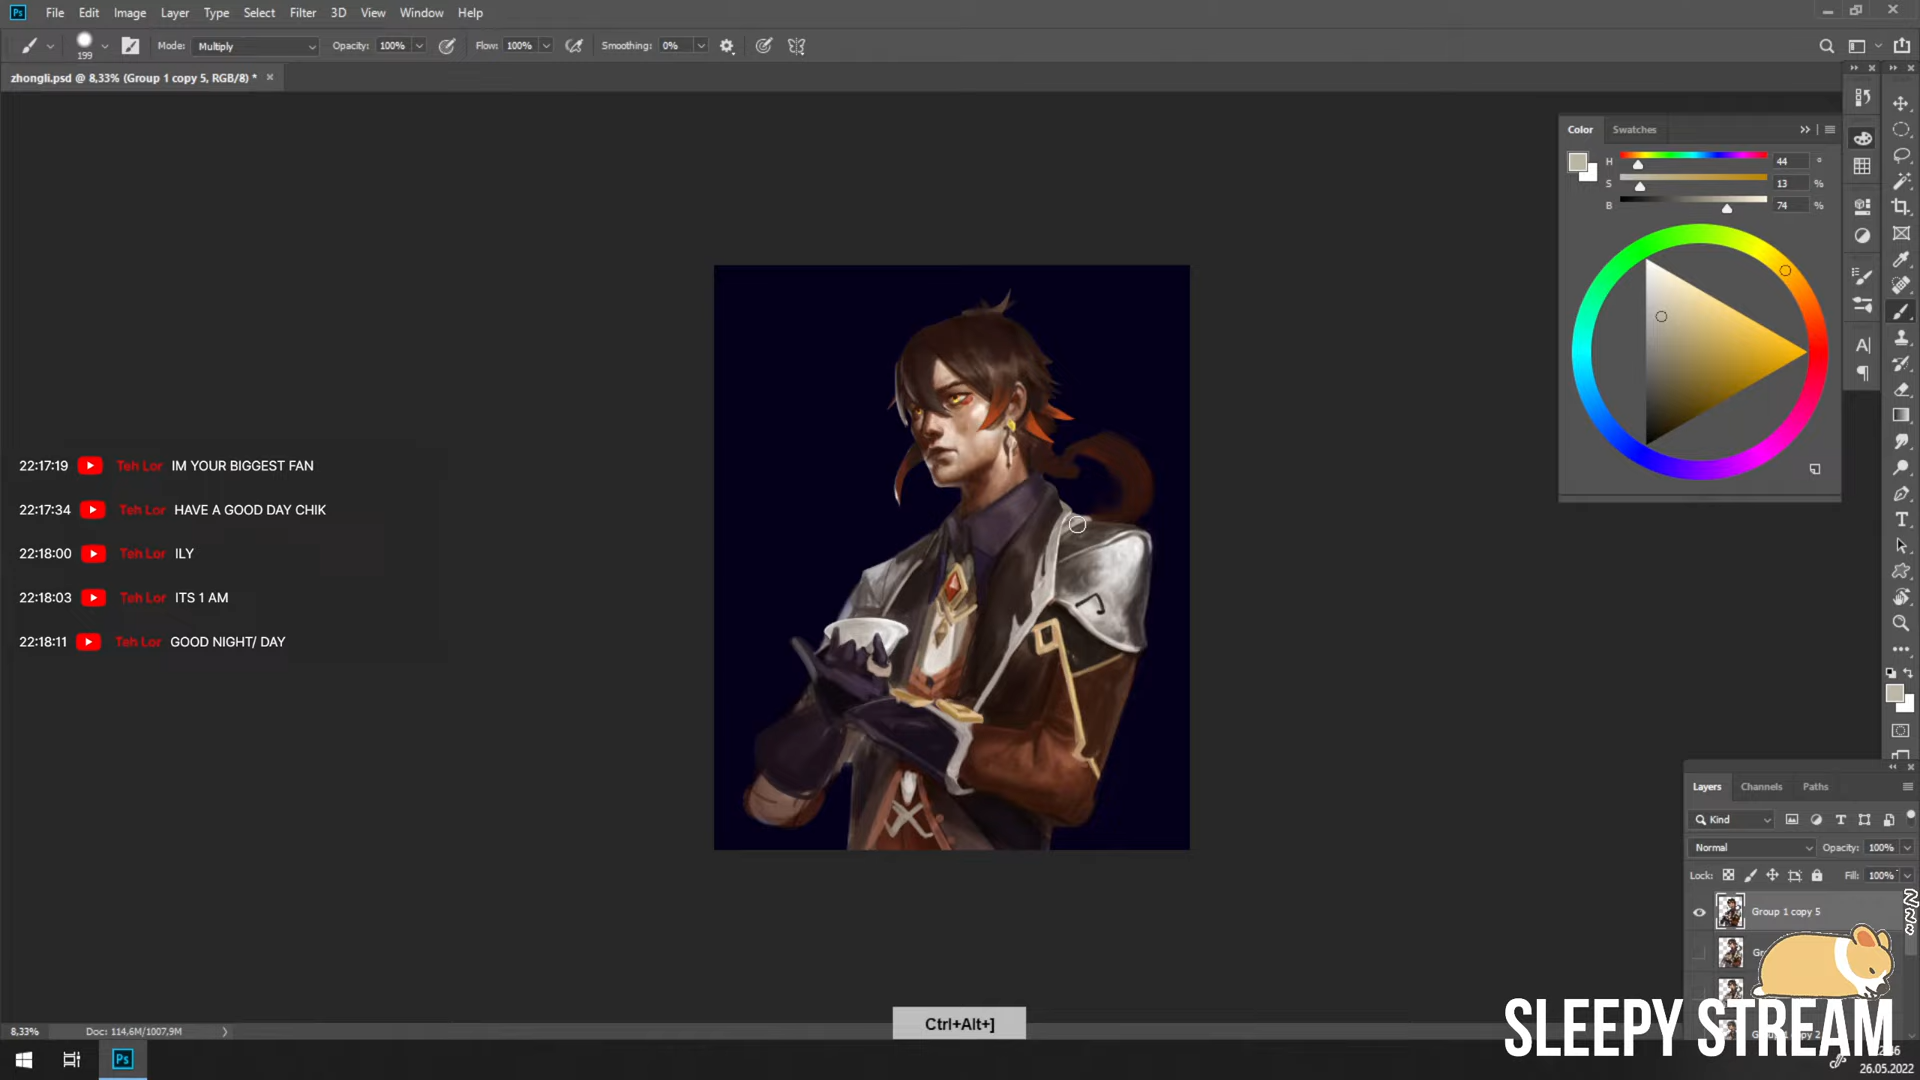 Ps File Edit Image Layer Type Select Filter 3D View Window Help
199 Mode: Multiply Opacity: 100% Flow: 100% Smoothing: 0%
zhongli.psd @ 8,33% (Group 1 copy 5, RGB/8) *
Color Swatches
H 44 °
S 13 %
B 74 %
22:17:19 Teh Lor IM YOUR BIGGEST FAN
22:17:34 Teh Lor HAVE A GOOD DAY CHIK
22:18:00 Teh Lor ILY
22:18:03 Teh Lor ITS 1 AM
22:18:11 Teh Lor GOOD NIGHT/ DAY
Layers Channels Paths
Kind
Normal Opacity: 100%
Lock: Fill: 100%
Group 1 copy 5
SLEEPY STREAM
Ctrl+Alt+]
8,33% Doc: 114,6M/1007,9M
Ps
26.05.2022